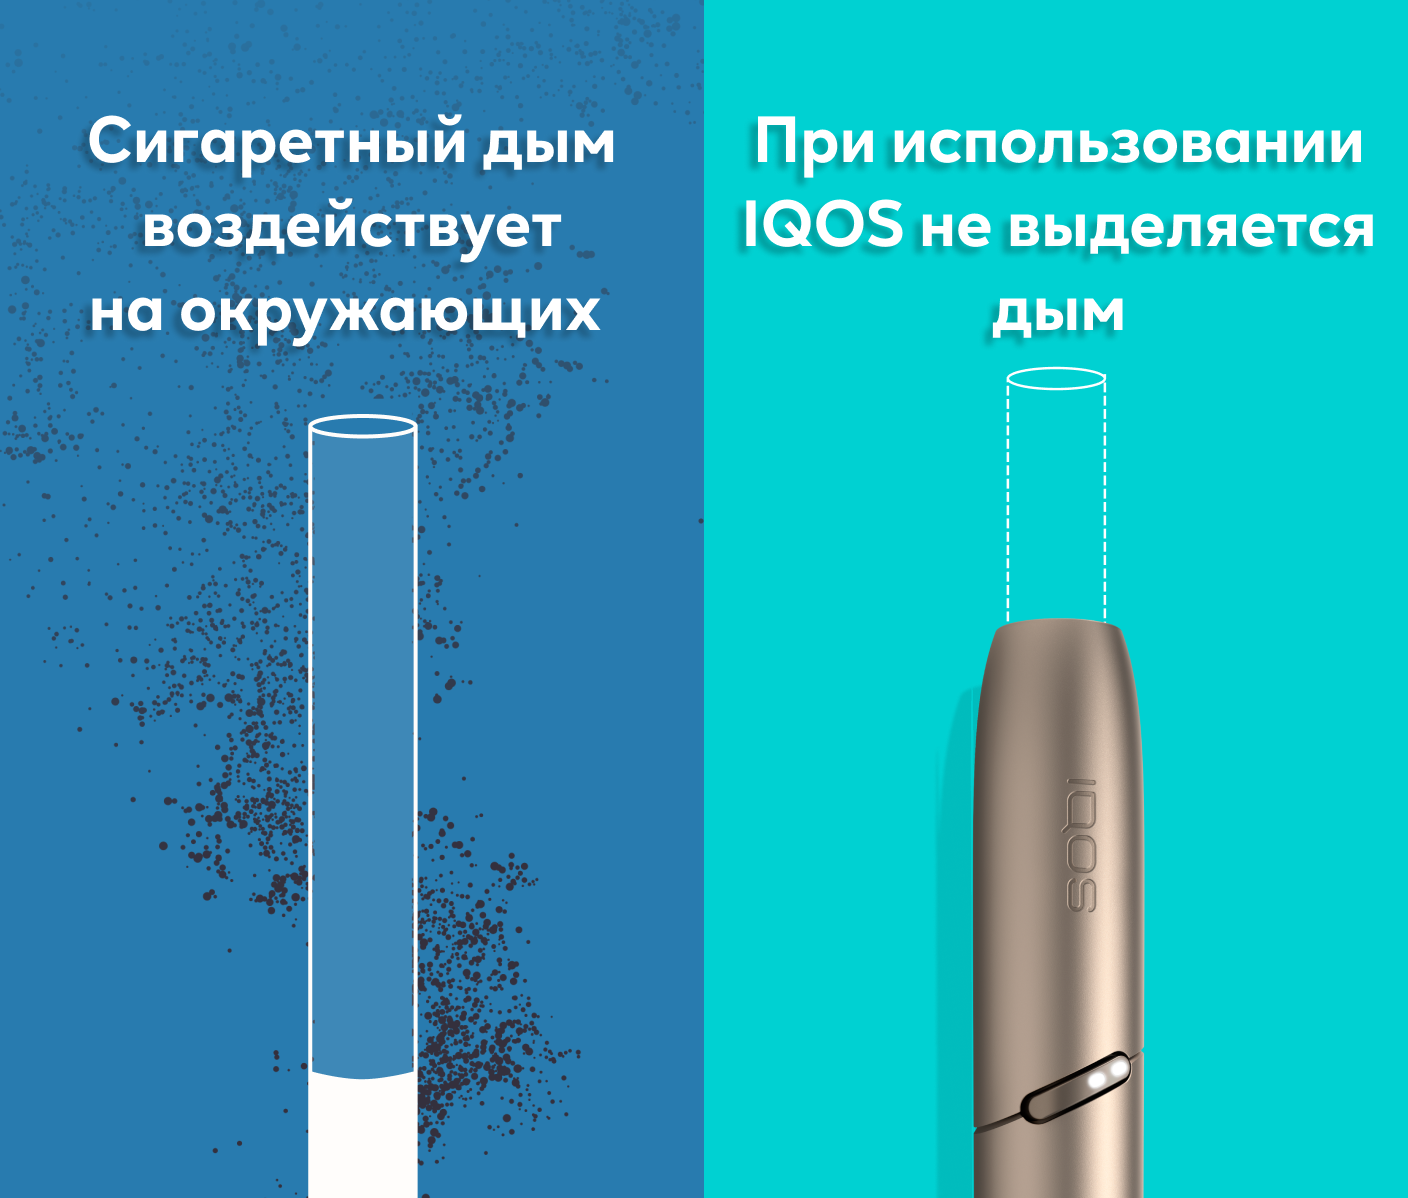 Сигаретный дым
воздействует
на окружающих
При использовании
IQOS не выделяется
дым
IQOS